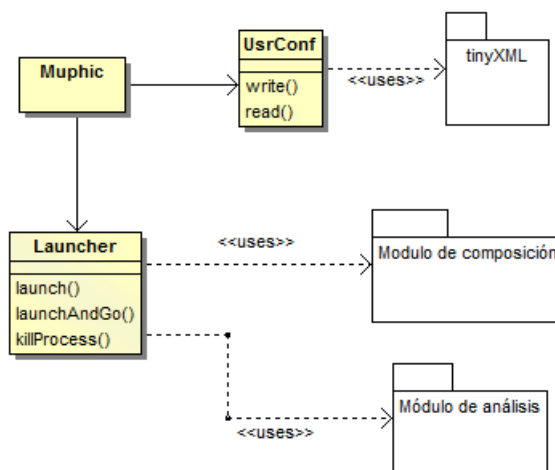 UsrConf
Muphic
write()
read()
<<uses>>
tinyXML
Launcher
launch()
launchAndGo()
killProcess()
<<uses>>
Modulo de composición
Módulo de análisis
<<uses>>